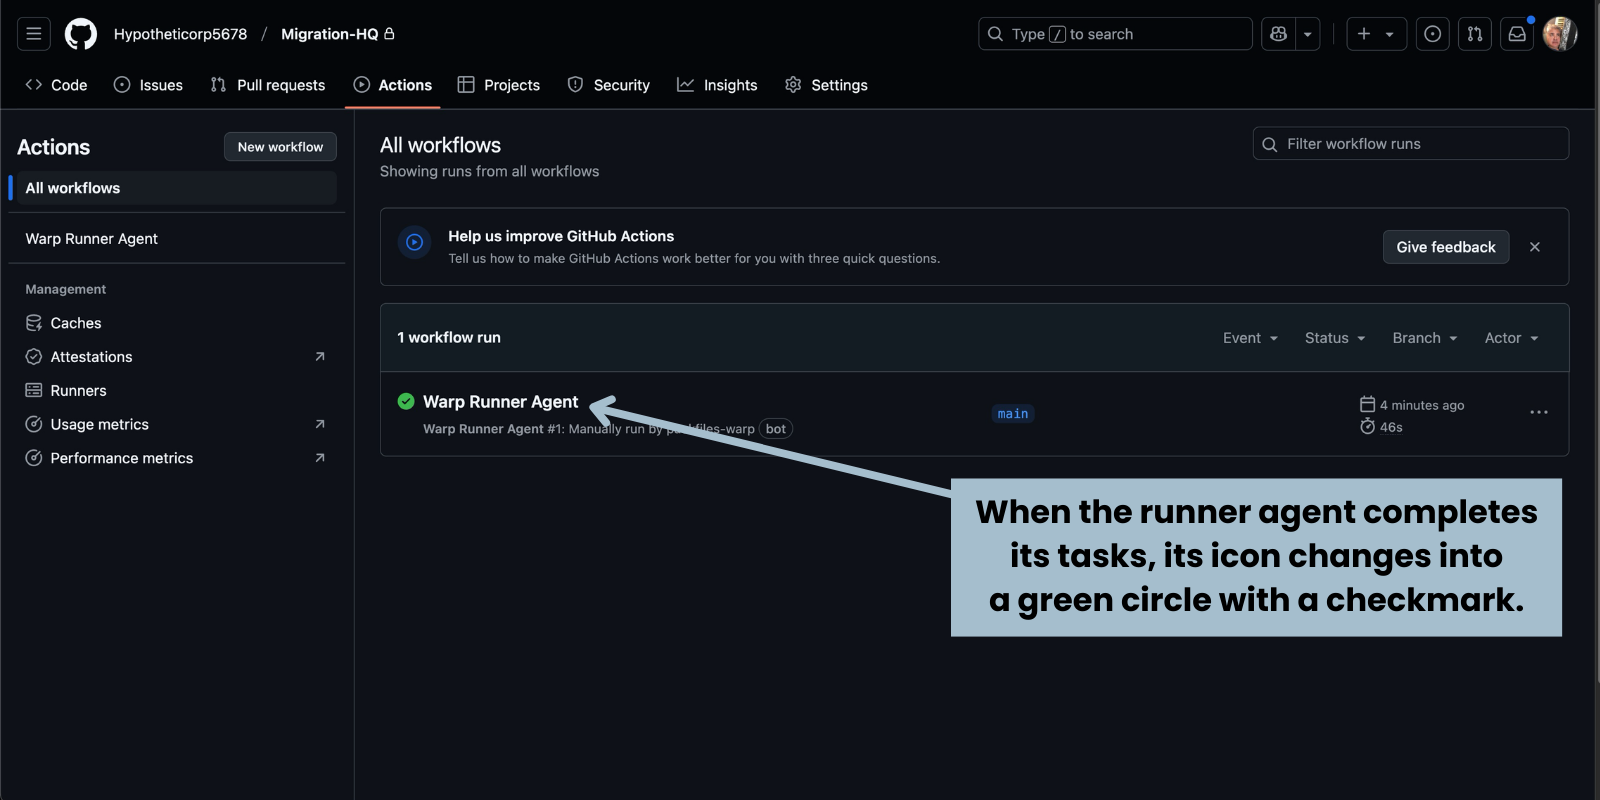 Hypotheticorp5678 / Migration-HQ
Type / to search
Code
Issues
Pull requests
Actions
Projects
Security
Insights
Settings
Actions
New workflow
All workflows
Warp Runner Agent
Management
Caches
Attestations
Runners
Usage metrics
Performance metrics
All workflows
Showing runs from all workflows
Filter workflow runs
Help us improve GitHub Actions
Tell us how to make GitHub Actions work better for you with three quick questions.
Give feedback
1 workflow run
Event
Status
Branch
Actor
Warp Runner Agent
Warp Runner Agent #1: Manually run by bot
main
4 minutes ago
46s
When the runner agent completes
its tasks, its icon changes into
a green circle with a checkmark.